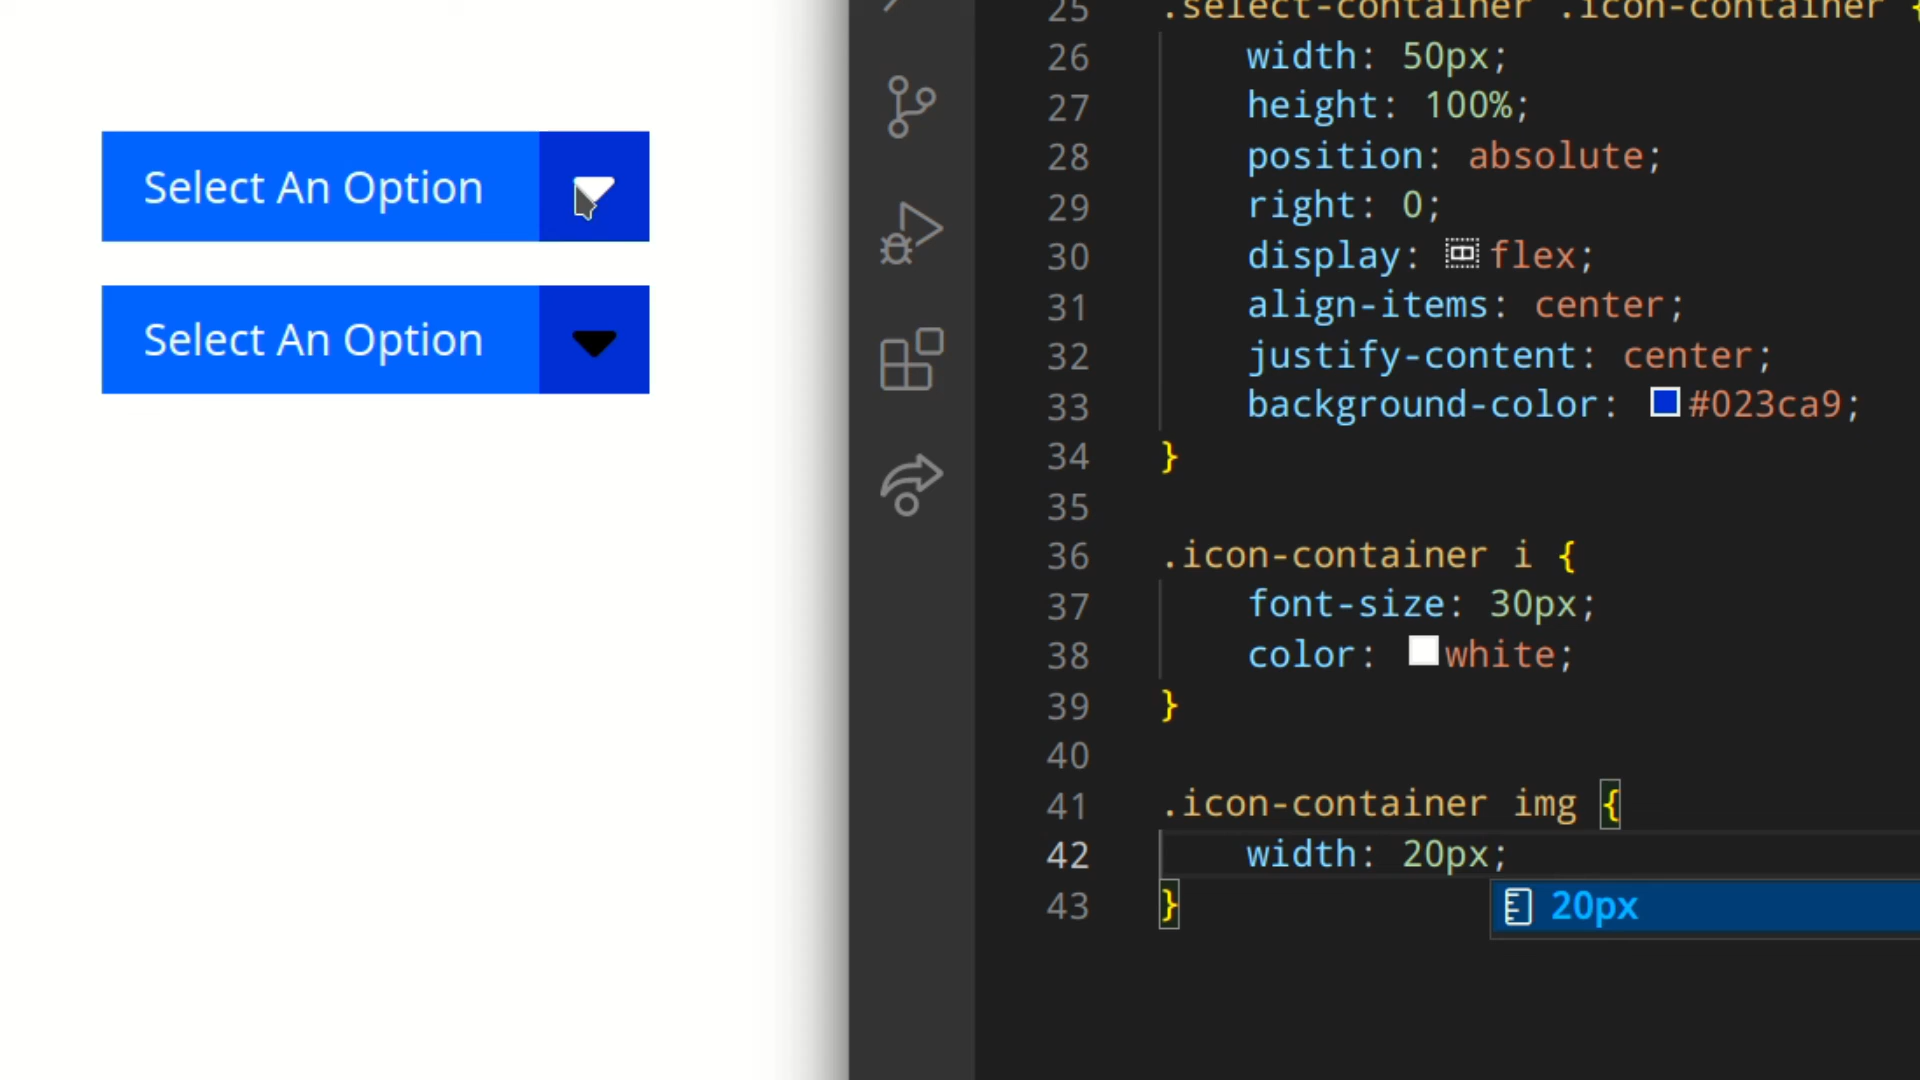 Select An Option
Select An Option
25 .select-container .icon-container {
26 width: 50px;
27 height: 100%;
28 position: absolute;
29 right: 0;
30 display: flex;
31 align-items: center;
32 justify-content: center;
33 background-color: #023ca9;
34 }
35
36 .icon-container i {
37 font-size: 30px;
38 color: white;
39 }
40
41 .icon-container img {
42 width: 20px;
43 }
20px